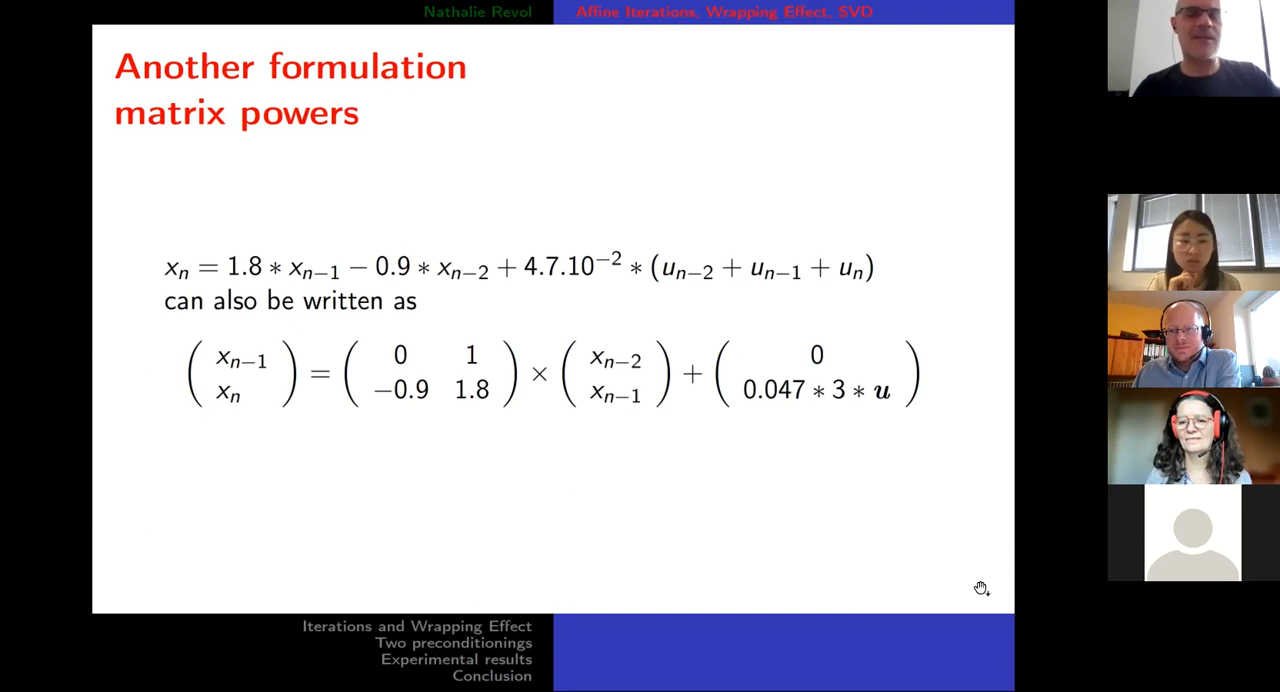 Nathalie Revol Affine Iterations, Wrapping Effect, SVD
Another formulation
matrix powers
xₙ = 1.8 ∗ xₙ₋₁ − 0.9 ∗ xₙ₋₂ + 4.7.10⁻² ∗ (uₙ₋₂ + uₙ₋₁ + uₙ)
can also be written as
( xₙ₋₁ ) = ( 0 1 ) × ( xₙ₋₂ ) + ( 0 )
( xₙ ) ( −0.9 1.8 ) ( xₙ₋₁ ) ( 0.047 ∗ 3 ∗ u )
Iterations and Wrapping Effect
Two preconditionings
Experimental results
Conclusion